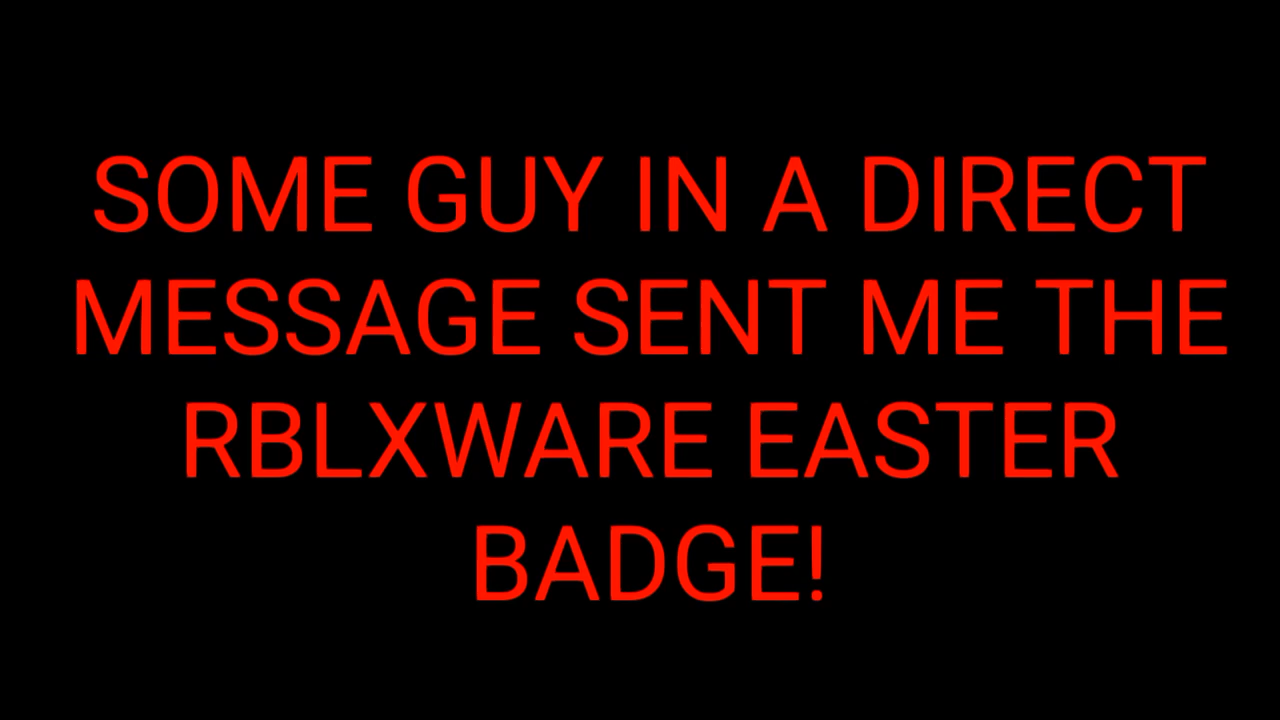 SOME GUY IN A DIRECT
MESSAGE SENT ME THE
RBLXWARE EASTER
BADGE!